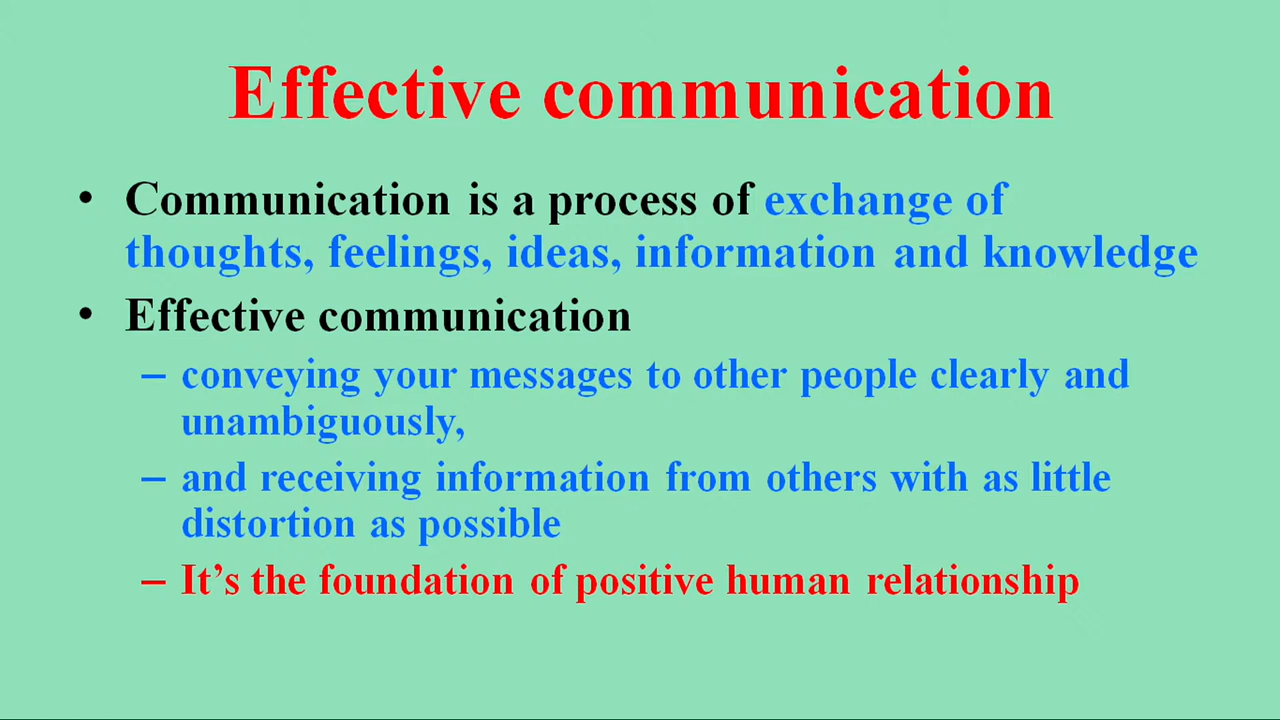 Effective communication
• Communication is a process of exchange of
thoughts, feelings, ideas, information and knowledge
• Effective communication
– conveying your messages to other people clearly and
unambiguously,
– and receiving information from others with as little
distortion as possible
– It’s the foundation of positive human relationship